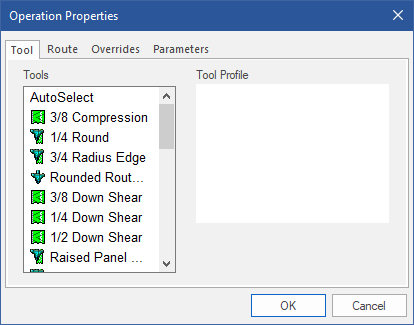 Operation Properties
Tool Route Overrides Parameters
Tools
Tool Profile
AutoSelect
3/8 Compression
1/4 Round
3/4 Radius Edge
Rounded Rout...
3/8 Down Shear
1/4 Down Shear
1/2 Down Shear
Raised Panel ...
OK
Cancel